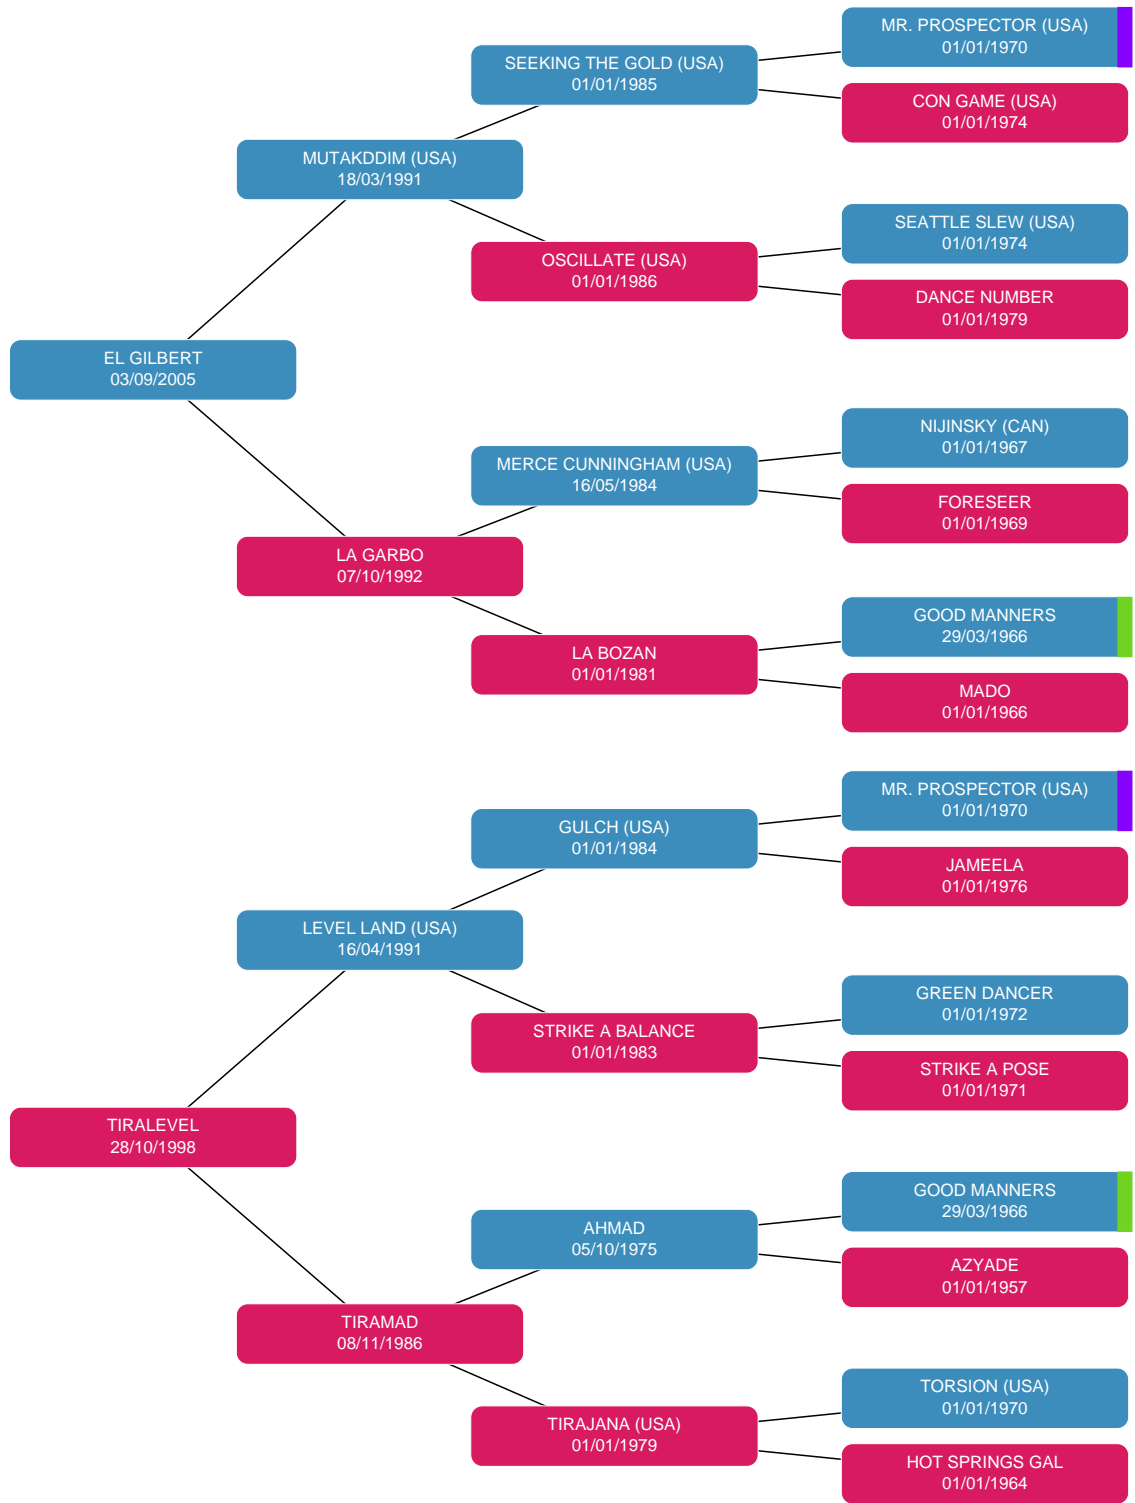 MR. PROSPECTOR (USA)
01/01/1970
SEEKING THE GOLD (USA)
01/01/1985
CON GAME (USA)
01/01/1974
MUTAKDDIM (USA)
18/03/1991
SEATTLE SLEW (USA)
01/01/1974
OSCILLATE (USA)
01/01/1986
DANCE NUMBER
01/01/1979
EL GILBERT
03/09/2005
NIJINSKY (CAN)
01/01/1967
MERCE CUNNINGHAM (USA)
16/05/1984
FORESEER
01/01/1969
LA GARBO
07/10/1992
GOOD MANNERS
29/03/1966
LA BOZAN
01/01/1981
MADO
01/01/1966
MR. PROSPECTOR (USA)
01/01/1970
GULCH (USA)
01/01/1984
JAMEELA
01/01/1976
LEVEL LAND (USA)
16/04/1991
GREEN DANCER
01/01/1972
STRIKE A BALANCE
01/01/1983
STRIKE A POSE
01/01/1971
TIRALEVEL
28/10/1998
GOOD MANNERS
29/03/1966
AHMAD
05/10/1975
AZYADE
01/01/1957
TIRAMAD
08/11/1986
TORSION (USA)
01/01/1970
TIRAJANA (USA)
01/01/1979
HOT SPRINGS GAL
01/01/1964